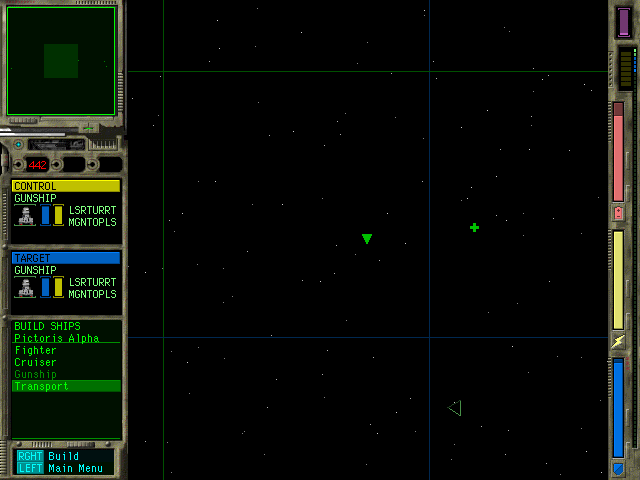 442
CONTROL
GUNSHIP
LSRTURRT
MGNTOPLS
TARGET
GUNSHIP
LSRTURRT
MGNTOPLS
BUILD SHIPS
Pictoris Alpha
Fighter
Cruiser
Gunship
Transport
RGHT Build
LEFT Main Menu